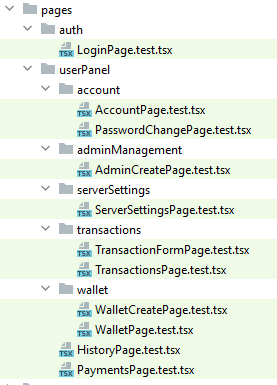 pages
auth
LoginPage.test.tsx
userPanel
account
AccountPage.test.tsx
PasswordChangePage.test.tsx
adminManagement
AdminCreatePage.test.tsx
serverSettings
ServerSettingsPage.test.tsx
transactions
TransactionFormPage.test.tsx
TransactionsPage.test.tsx
wallet
WalletCreatePage.test.tsx
WalletPage.test.tsx
HistoryPage.test.tsx
PaymentsPage.test.tsx